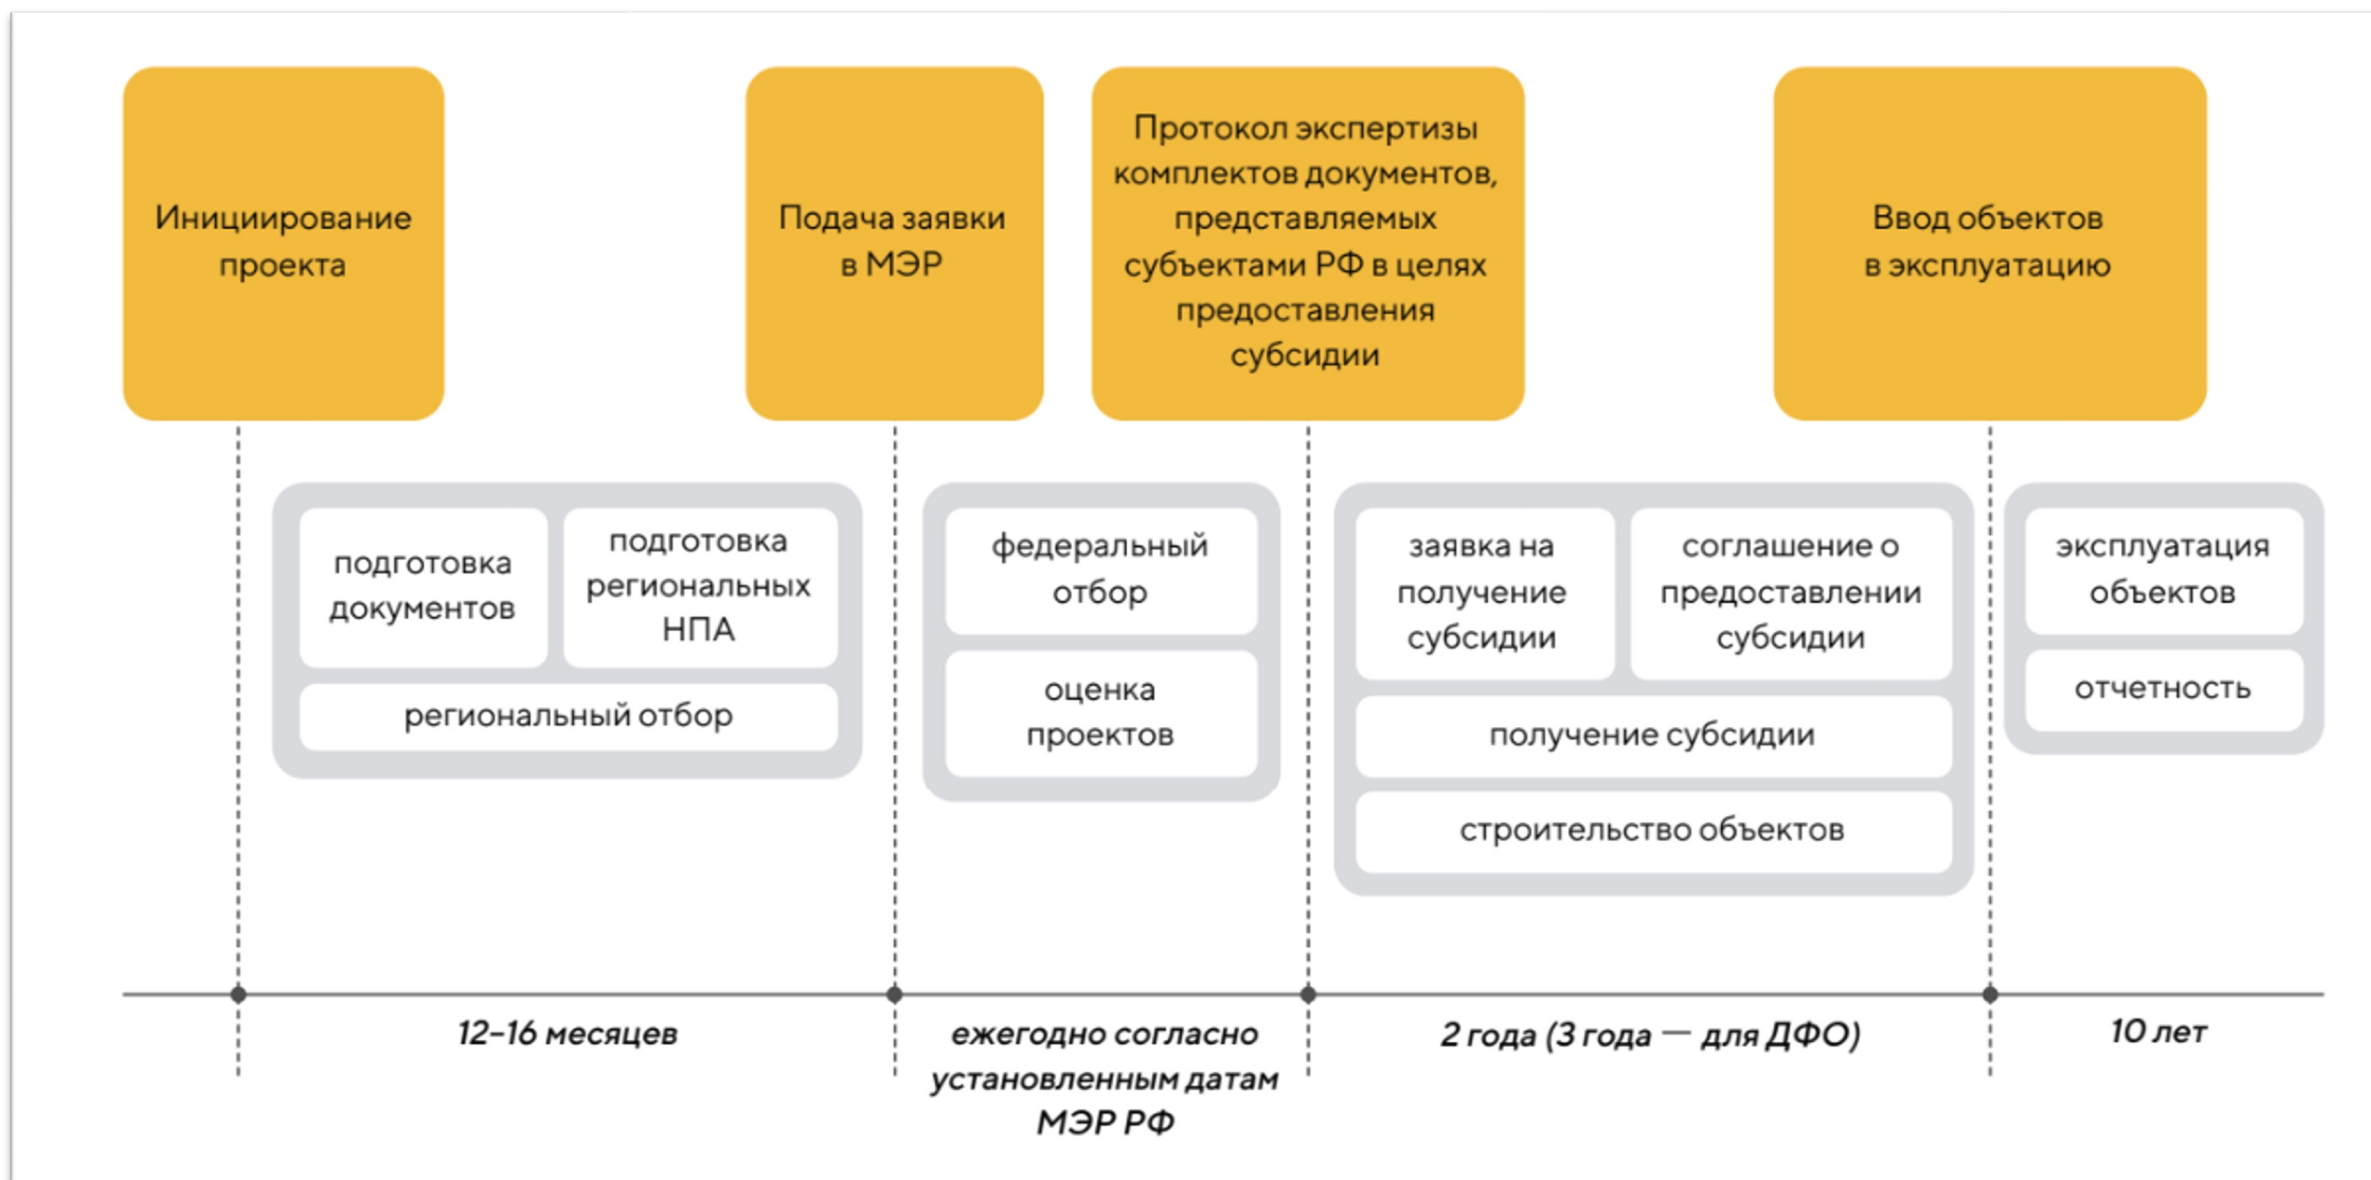 Инициирование
проекта
Подача заявки
в МЭР
Протокол экспертизы
комплектов документов,
представляемых
субъектами РФ в целях
предоставления
субсидии
Ввод объектов
в эксплуатацию
подготовка
документов
подготовка
региональных
НПА
региональный отбор
федеральный
отбор
оценка
проектов
заявка на
получение
субсидии
соглашение о
предоставлении
субсидии
получение субсидии
строительство объектов
эксплуатация
объектов
отчетность
12–16 месяцев
ежегодно согласно
установленным датам
МЭР РФ
2 года (3 года — для ДФО)
10 лет